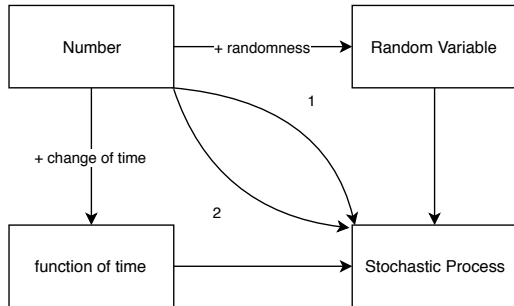 Number
+ randomness
Random Variable
1
+ change of time
2
function of time
Stochastic Process